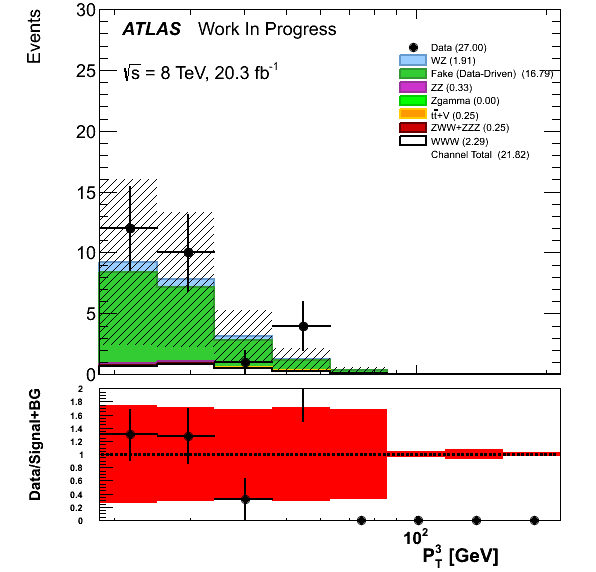 Events
30
25
20
15
10
5
0
ATLAS Work In Progress
√s = 8 TeV, 20.3 fb⁻¹
Data (27.00)
WZ (1.91)
Fake (Data-Driven) (16.79)
ZZ (0.33)
Zgamma (0.00)
tt̄+V (0.25)
ZWW+ZZZ (0.25)
WWW (2.29)
Channel Total (21.82)
Data/Signal+BG
2
1.8
1.6
1.4
1.2
1
0.8
0.6
0.4
0.2
0
10²
P³_T [GeV]